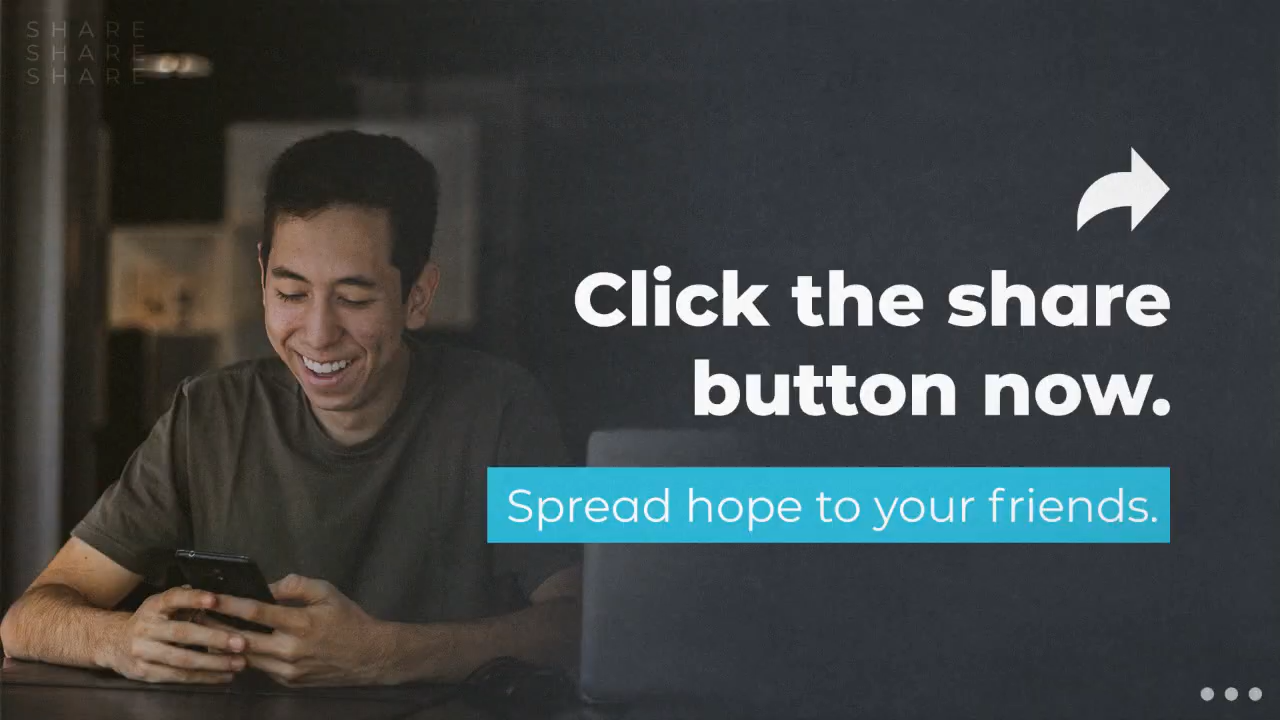 SHARE
SHARE
SHARE
Click the share
button now.
Spread hope to your friends.